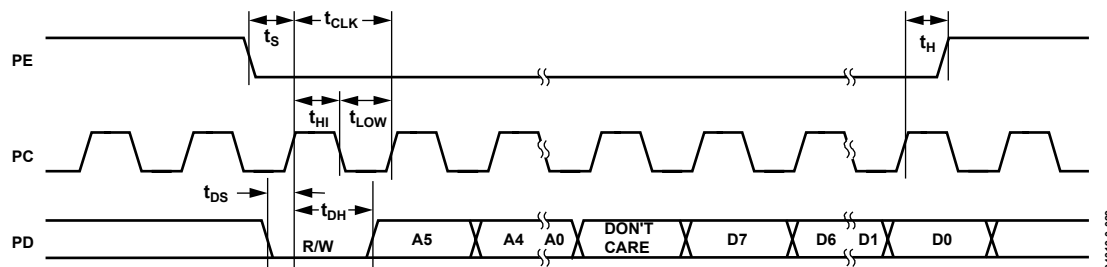 tS
tCLK
tH
PE
tHI
tLOW
PC
tDS
tDH
PD
R/W
A5
A4
A0
DON'T
CARE
D7
D6
D1
D0